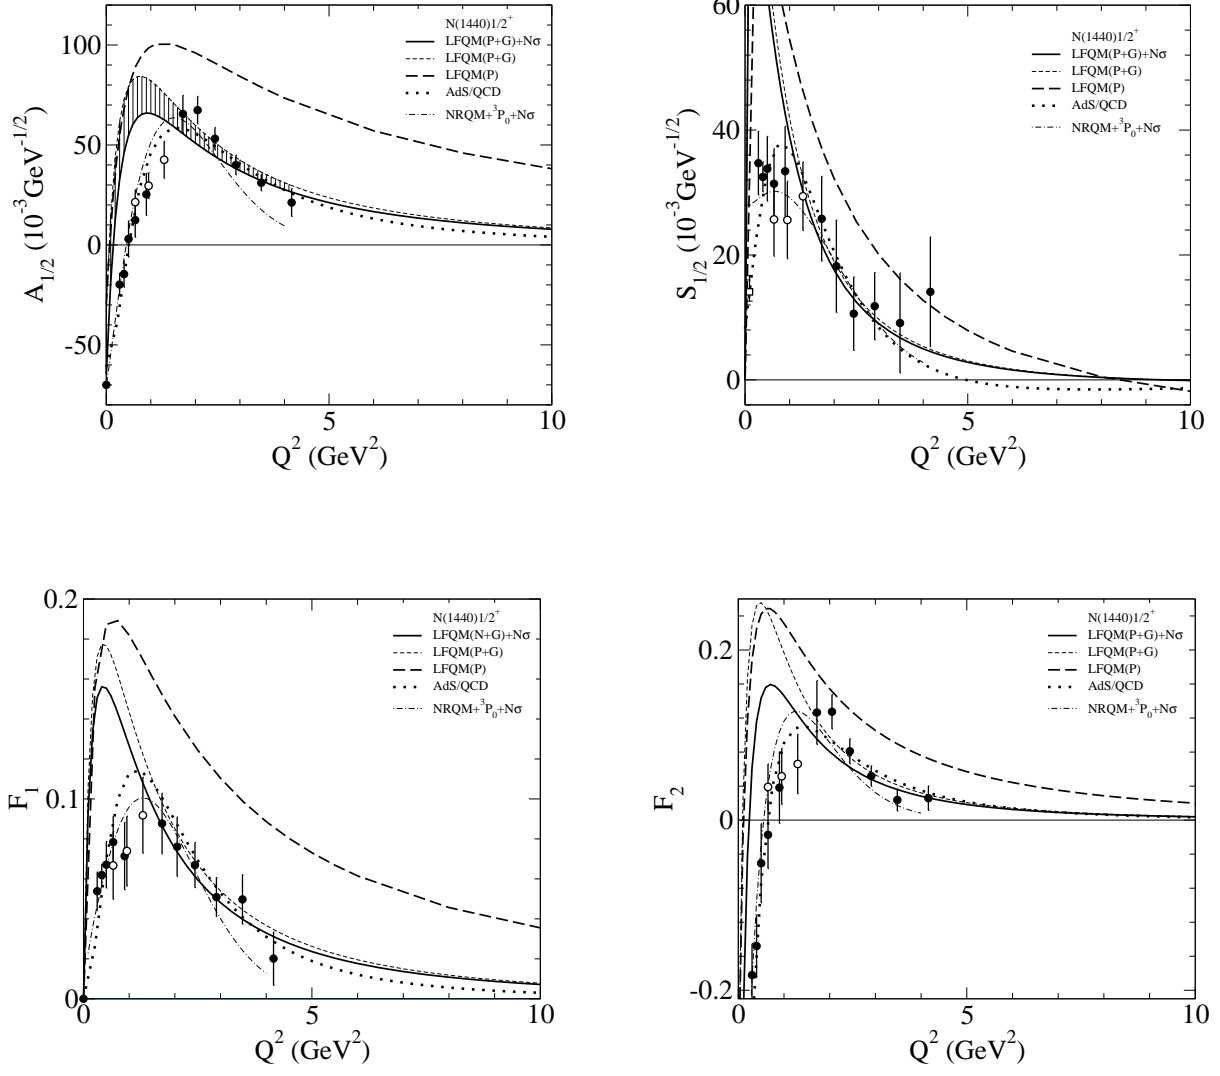 N(1440)1/2⁺
LFQM(P+G)+Nσ
LFQM(P+G)
LFQM(P)
AdS/QCD
NRQM+³P₀+Nσ
100
50
0
-50
A₁/₂ (10⁻³GeV⁻¹/²)
0
5
10
Q² (GeV²)
N(1440)1/2⁺
LFQM(P+G)+Nσ
LFQM(P+G)
LFQM(P)
AdS/QCD
NRQM+³P₀+Nσ
60
40
20
0
S₁/₂ (10⁻³GeV⁻¹/²)
0
5
10
Q² (GeV²)
N(1440)1/2⁺
LFQM(N+G)+Nσ
LFQM(P+G)
LFQM(P)
AdS/QCD
NRQM+³P₀+Nσ
0.2
0.1
0
F₁
0
5
10
Q² (GeV²)
N(1440)1/2⁺
LFQM(P+G)+Nσ
LFQM(P+G)
LFQM(P)
AdS/QCD
NRQM+³P₀+Nσ
0.2
0
-0.2
F₂
0
5
10
Q² (GeV²)